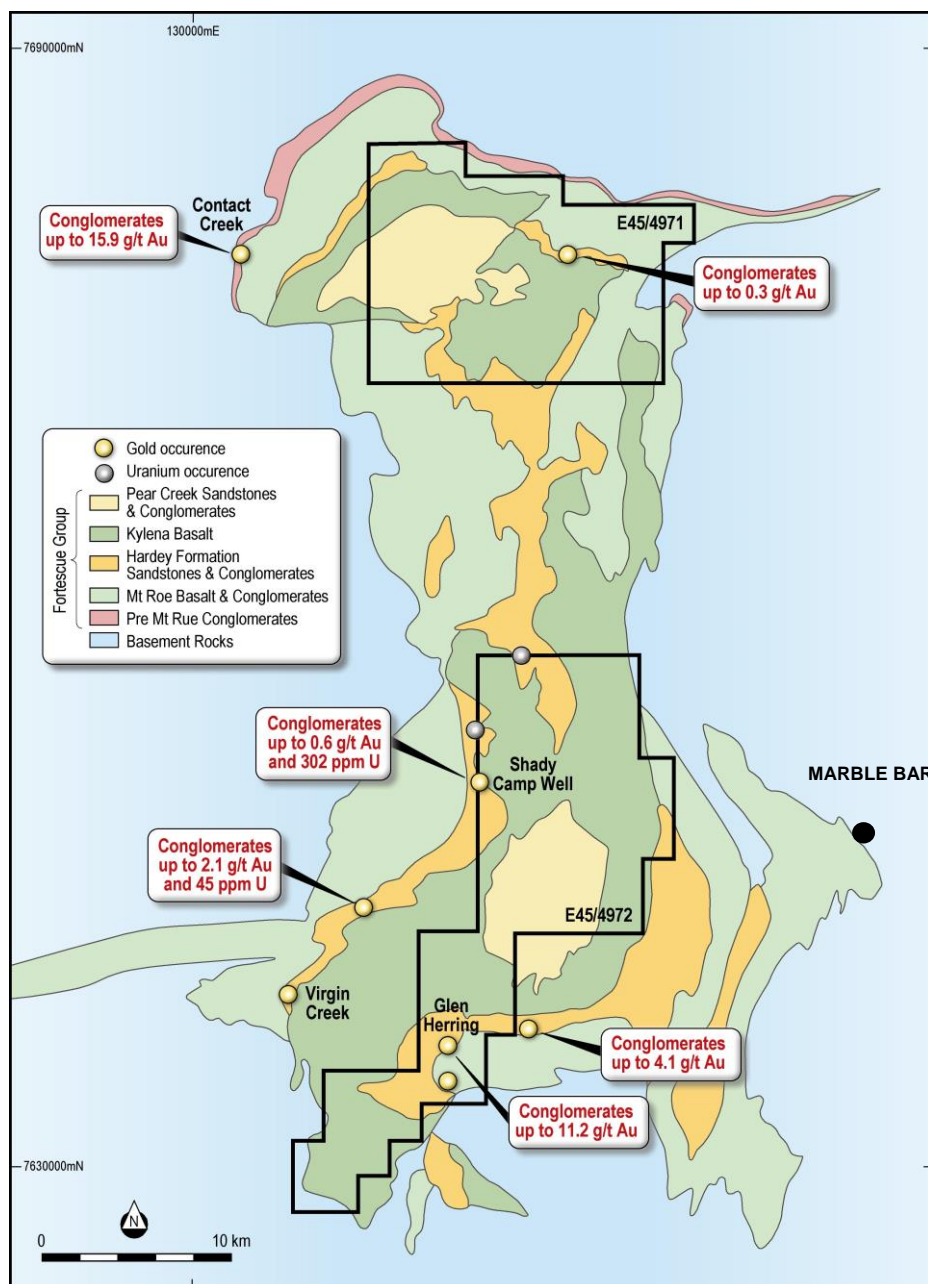 130000mE
7690000mN
Contact
Creek
Conglomerates
up to 15.9 g/t Au
E45/4971
Conglomerates
up to 0.3 g/t Au
Gold occurence
Uranium occurence
Fortescue Group
Pear Creek Sandstones
& Conglomerates
Kylena Basalt
Hardey Formation
Sandstones & Conglomerates
Mt Roe Basalt & Conglomerates
Pre Mt Rue Conglomerates
Basement Rocks
Conglomerates
up to 0.6 g/t Au
and 302 ppm U
Shady
Camp Well
MARBLE BAR
Conglomerates
up to 2.1 g/t Au
and 45 ppm U
E45/4972
Virgin
Creek
Glen
Herring
Conglomerates
up to 4.1 g/t Au
Conglomerates
up to 11.2 g/t Au
7630000mN
N
0
10 km